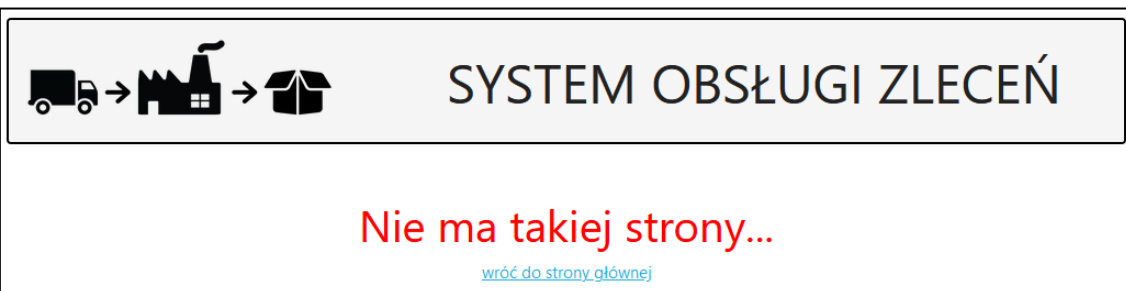 SYSTEM OBSŁUGI ZLECEŃ
Nie ma takiej strony...
wróć do strony głównej